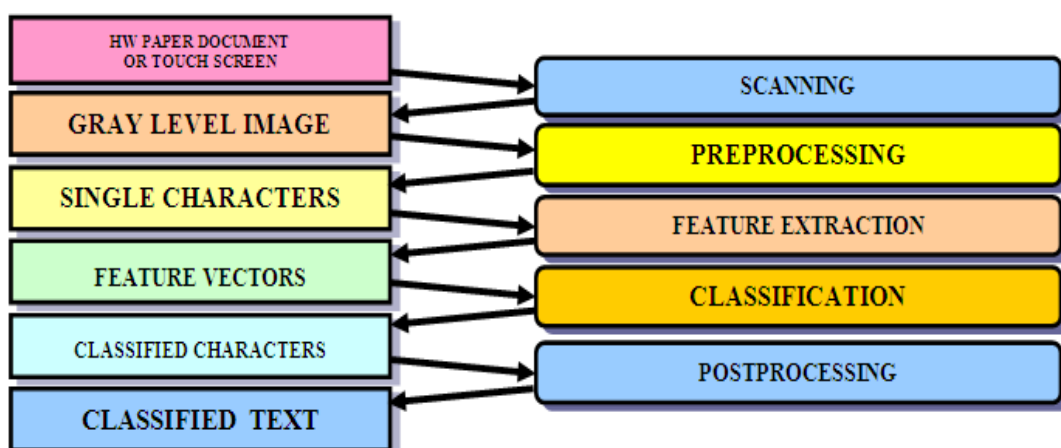 HW PAPER DOCUMENT
OR TOUCH SCREEN
SCANNING
GRAY LEVEL IMAGE
PREPROCESSING
SINGLE CHARACTERS
FEATURE EXTRACTION
FEATURE VECTORS
CLASSIFICATION
CLASSIFIED CHARACTERS
POSTPROCESSING
CLASSIFIED TEXT